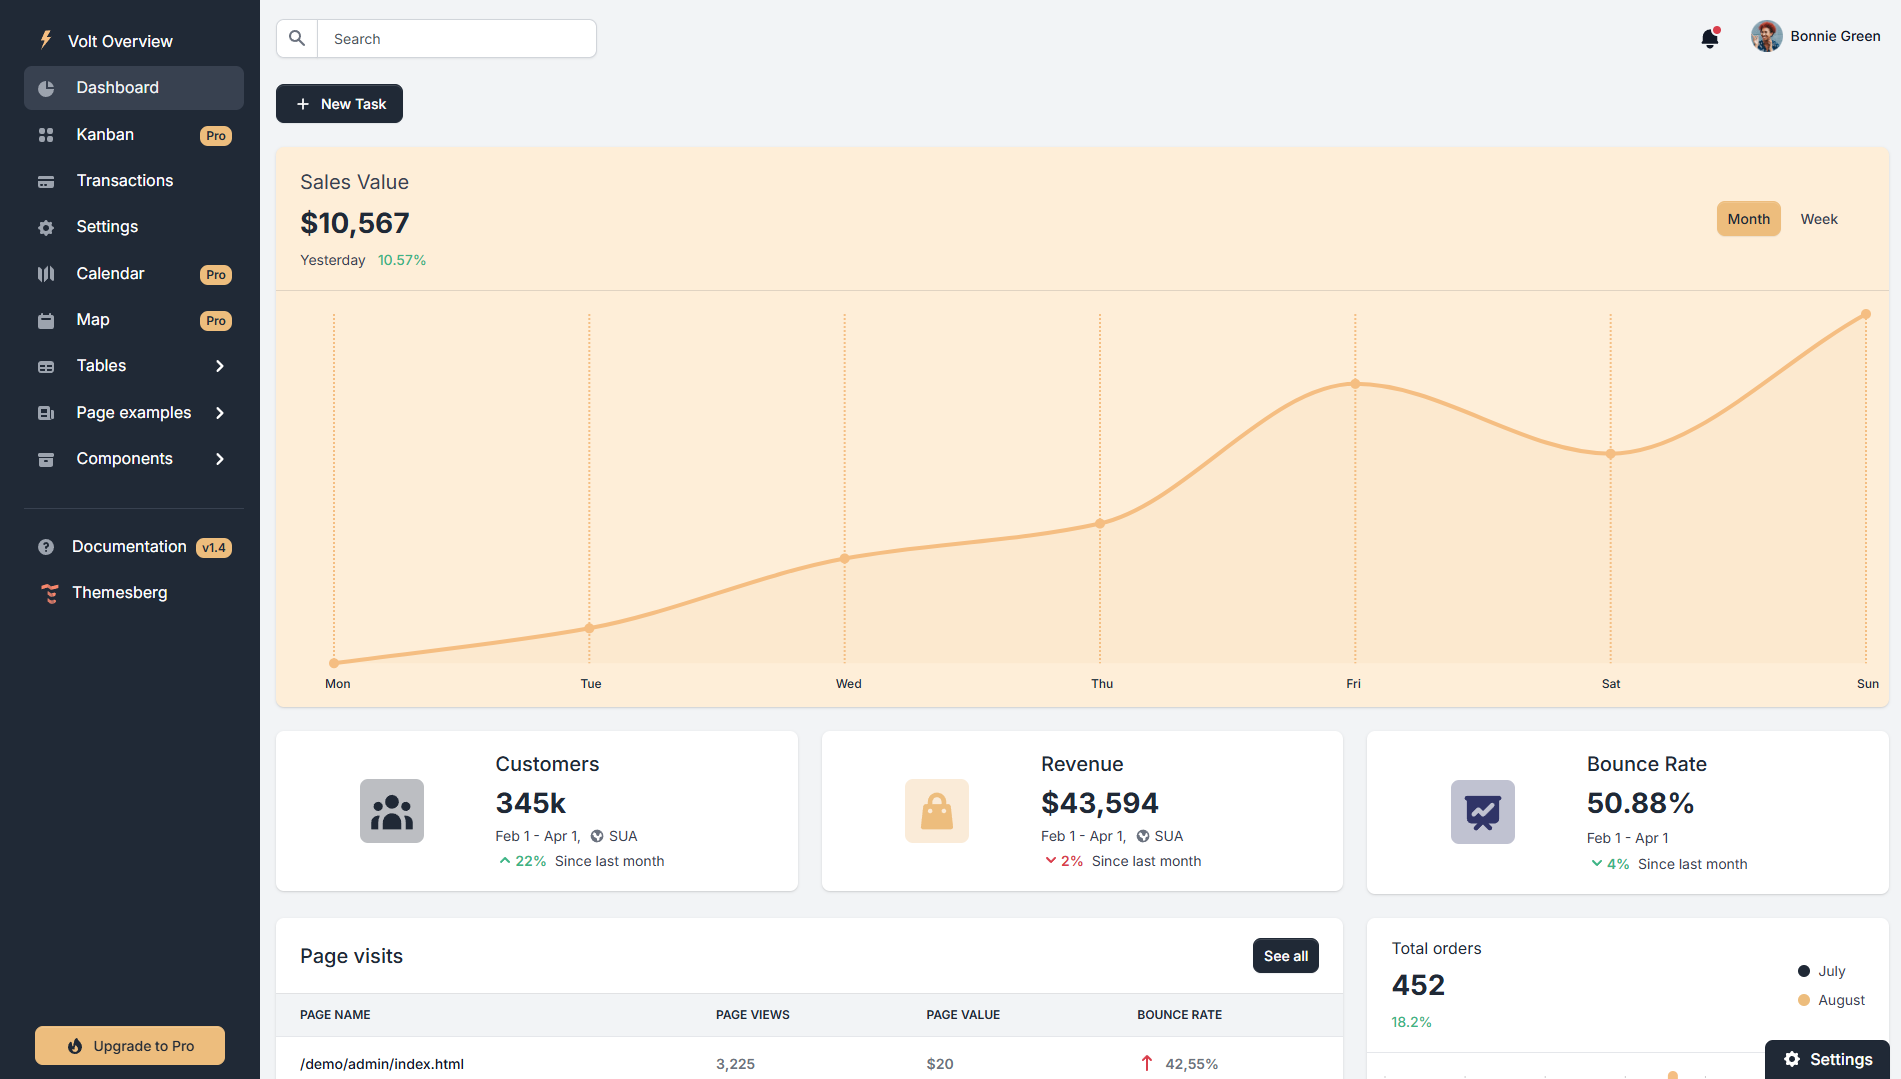 Volt Overview
Dashboard
Kanban Pro
Transactions
Settings
Calendar Pro
Map Pro
Tables
Page examples
Components
Documentation v1.4
Themesberg
Upgrade to Pro
Search
Bonnie Green
New Task
Sales Value
$10,567
Yesterday 10.57%
Month Week
Mon Tue Wed Thu Fri Sat Sun
Customers
345k
Feb 1 - Apr 1, SUA
22% Since last month
Revenue
$43,594
Feb 1 - Apr 1, SUA
2% Since last month
Bounce Rate
50.88%
Feb 1 - Apr 1
4% Since last month
Page visits
See all
PAGE NAME PAGE VIEWS PAGE VALUE BOUNCE RATE
/demo/admin/index.html 3,225 $20 42,55%
Total orders
452
18.2%
July
August
Settings